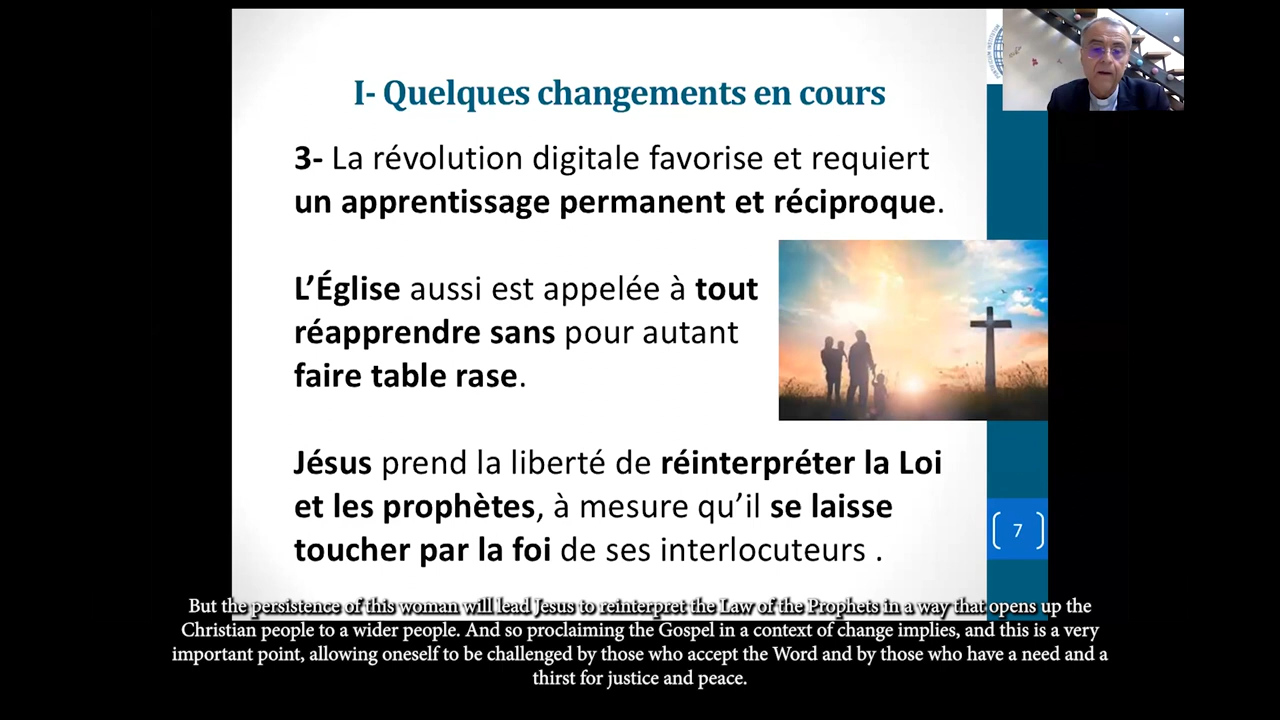 I- Quelques changements en cours
3- La révolution digitale favorise et requiert
un apprentissage permanent et réciproque.
L’Église aussi est appelée à tout
réapprendre sans pour autant
faire table rase.
Jésus prend la liberté de réinterpréter la Loi
et les prophètes, à mesure qu’il se laisse
toucher par la foi de ses interlocuteurs .
7
But the persistence of this woman will lead Jesus to reinterpret the Law of the Prophets in a way that opens up the
Christian people to a wider people. And so proclaiming the Gospel in a context of change implies, and this is a very
important point, allowing oneself to be challenged by those who accept the Word and by those who have a need and a
thirst for justice and peace.